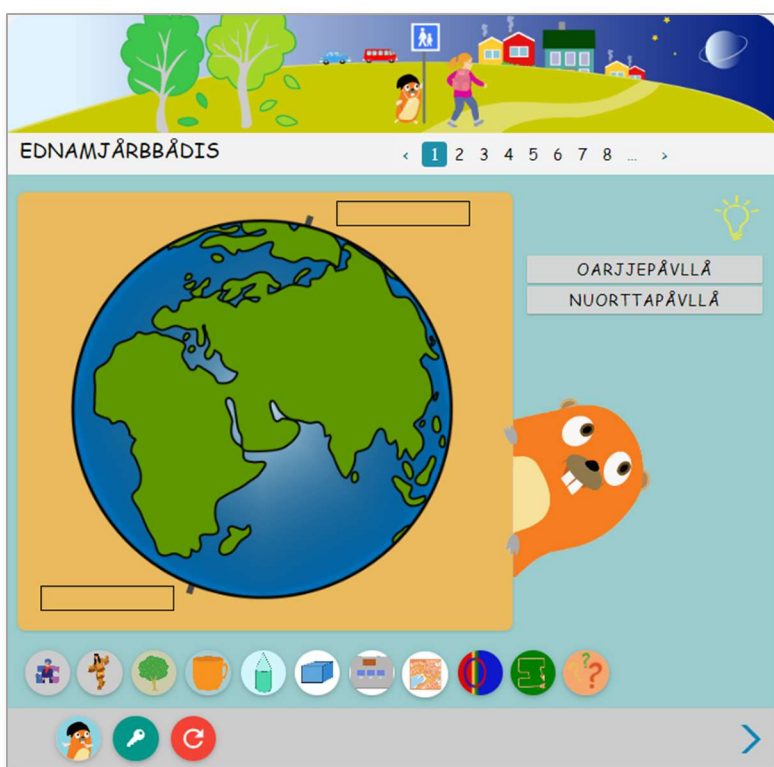 EDNAMJÅRBBÅDIS
‹ 1 2 3 4 5 6 7 8 … ›
OARJJEPÅVLLÅ
NUORTTAPÅVLLÅ
? ?